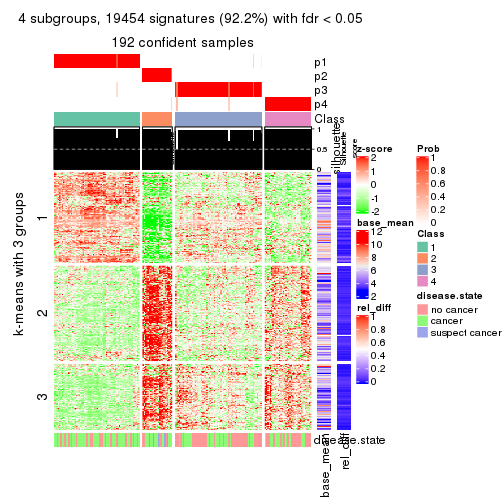 4 subgroups, 19454 signatures (92.2%) with fdr < 0.05
192 confident samples
p1
p2
p3
p4
Class
1
0.5
0
silhouette
Silhouette
score
k-means with 3 groups
1
2
3
disease.state
base_mean
rel_diff
z-score
2
1
0
-1
-2
base_mean
12
10
8
6
4
2
rel_diff
1
0.8
0.6
0.4
0.2
0
Prob
1
0.8
0.6
0.4
0.2
0
Class
1
2
3
4
disease.state
no cancer
cancer
suspect cancer